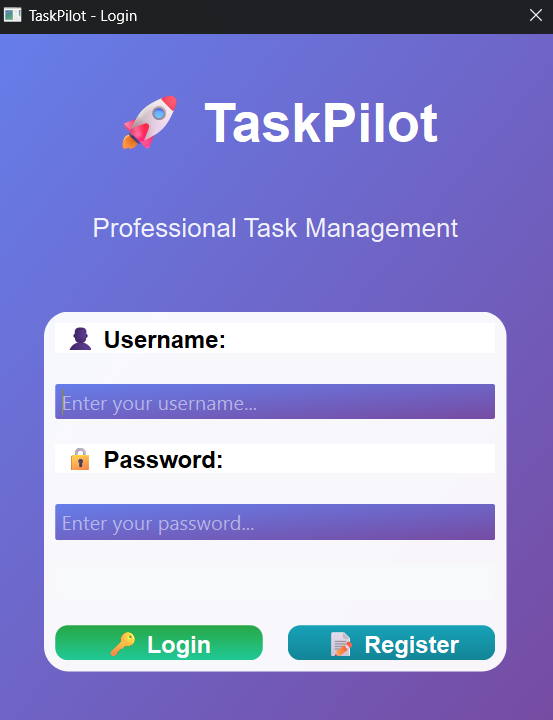 TaskPilot - Login
TaskPilot
Professional Task Management
Username:
Enter your username...
Password:
Enter your password...
Login
Register